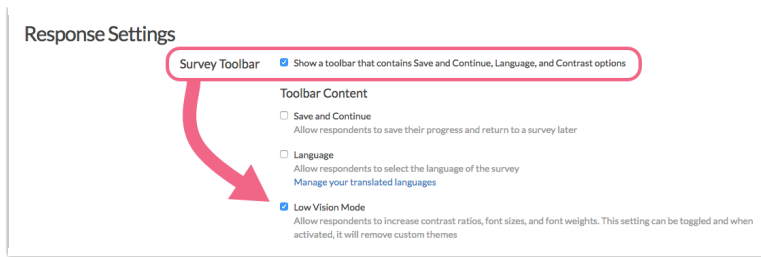 Response Settings
Survey Toolbar Show a toolbar that contains Save and Continue, Language, and Contrast options
Toolbar Content
Save and Continue
Allow respondents to save their progress and return to a survey later
Language
Allow respondents to select the language of the survey
Manage your translated languages
Low Vision Mode
Allow respondents to increase contrast ratios, font sizes, and font weights. This setting can be toggled and when
activated, it will remove custom themes